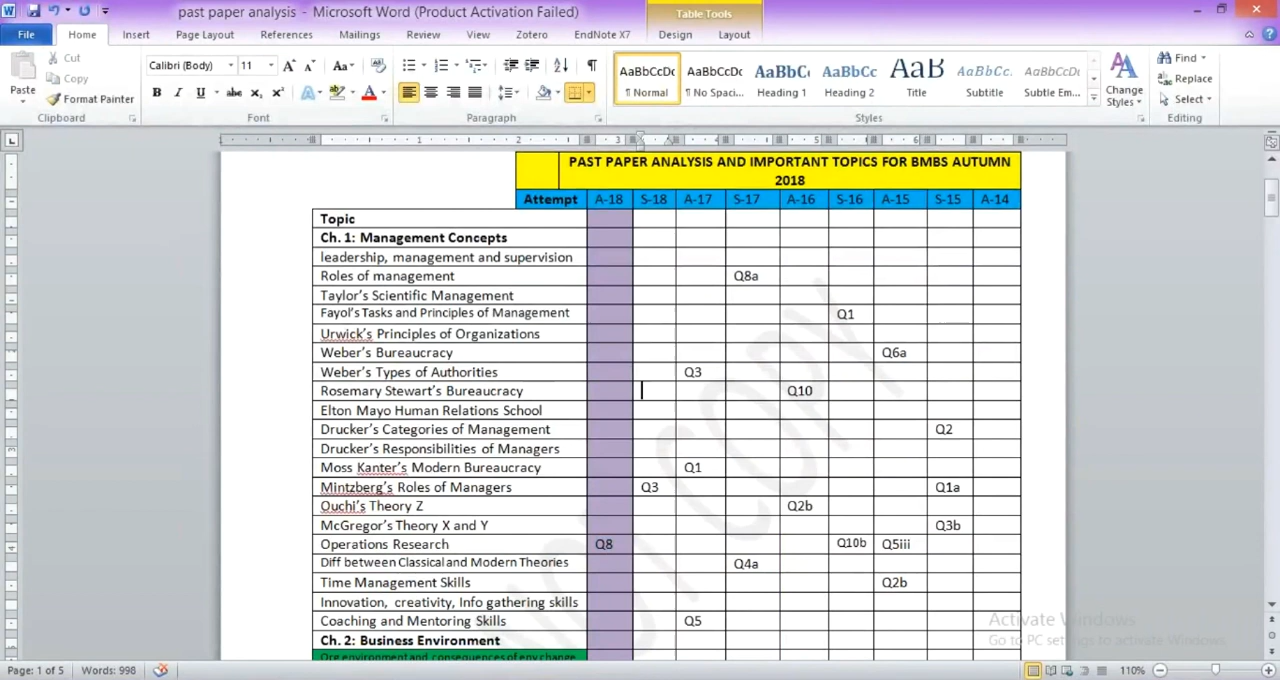 past paper analysis - Microsoft Word (Product Activation Failed)
Table Tools
File Home Insert Page Layout References Mailings Review View Zotero EndNote X7 Design Layout
Paste
Cut
Copy
Format Painter
Clipboard
Calibri (Body) 11
Font
Paragraph
AaBbCcDc AaBbCcDc AaBbC AaBbCc AaB AaBbCcL AaBbCcDc
¶ Normal ¶ No Spaci... Heading 1 Heading 2 Title Subtitle Subtle Em...
Change Styles
Styles
Find
Replace
Select
Editing
PAST PAPER ANALYSIS AND IMPORTANT TOPICS FOR BMBS AUTUMN
2018
Attempt A-18 S-18 A-17 S-17 A-16 S-16 A-15 S-15 A-14
Topic
Ch. 1: Management Concepts
leadership, management and supervision
Roles of management Q8a
Taylor's Scientific Management
Fayol's Tasks and Principles of Management Q1
Urwick's Principles of Organizations
Weber's Bureaucracy Q6a
Weber's Types of Authorities Q3
Rosemary Stewart's Bureaucracy Q10
Elton Mayo Human Relations School
Drucker's Categories of Management Q2
Drucker's Responsibilities of Managers
Moss Kanter's Modern Bureaucracy Q1
Mintzberg's Roles of Managers Q3 Q1a
Ouchi's Theory Z Q2b
McGregor's Theory X and Y Q3b
Operations Research Q8 Q10b Q5iii
Diff between Classical and Modern Theories Q4a
Time Management Skills Q2b
Innovation, creativity, Info gathering skills
Coaching and Mentoring Skills Q5
Ch. 2: Business Environment
Org environment and consequences of env change
COPY
Activate Windows
Go to PC settings to activate Windows.
Page: 1 of 5 Words: 998 110%